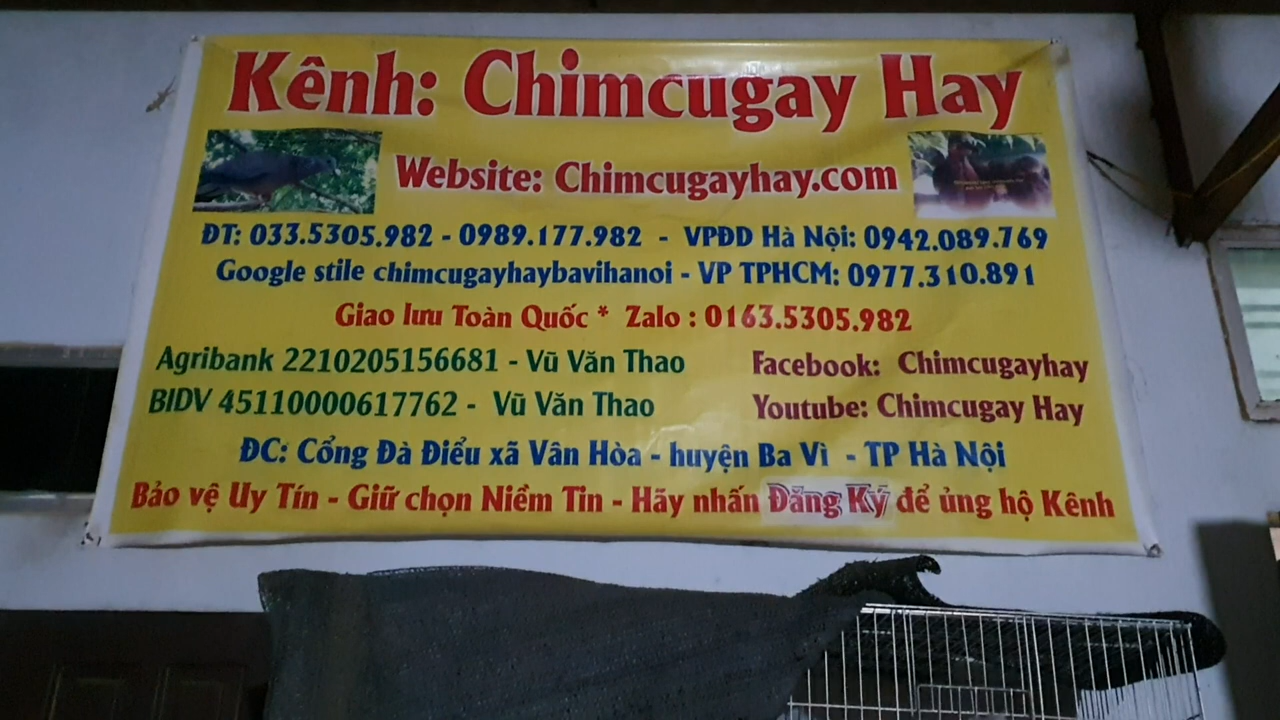 Kênh: Chimcugay Hay
Website: Chimcugayhay.com
ĐT: 033.5305.982 - 0989.177.982 - VPĐD Hà Nội: 0942.089.769
Google stile chimcugayhaybavihanoi - VP TPHCM: 0977.310.891
Giao lưu Toàn Quốc * Zalo : 0163.5305.982
Agribank 2210205156681 - Vũ Văn Thao
Facebook: Chimcugayhay
BIDV 45110000617762 - Vũ Văn Thao
Youtube: Chimcugay Hay
ĐC: Cổng Đà Điểu xã Vân Hòa - huyện Ba Vì - TP Hà Nội
Bảo vệ Uy Tín - Giữ chọn Niềm Tin - Hãy nhấn Đăng Ký để ủng hộ Kênh